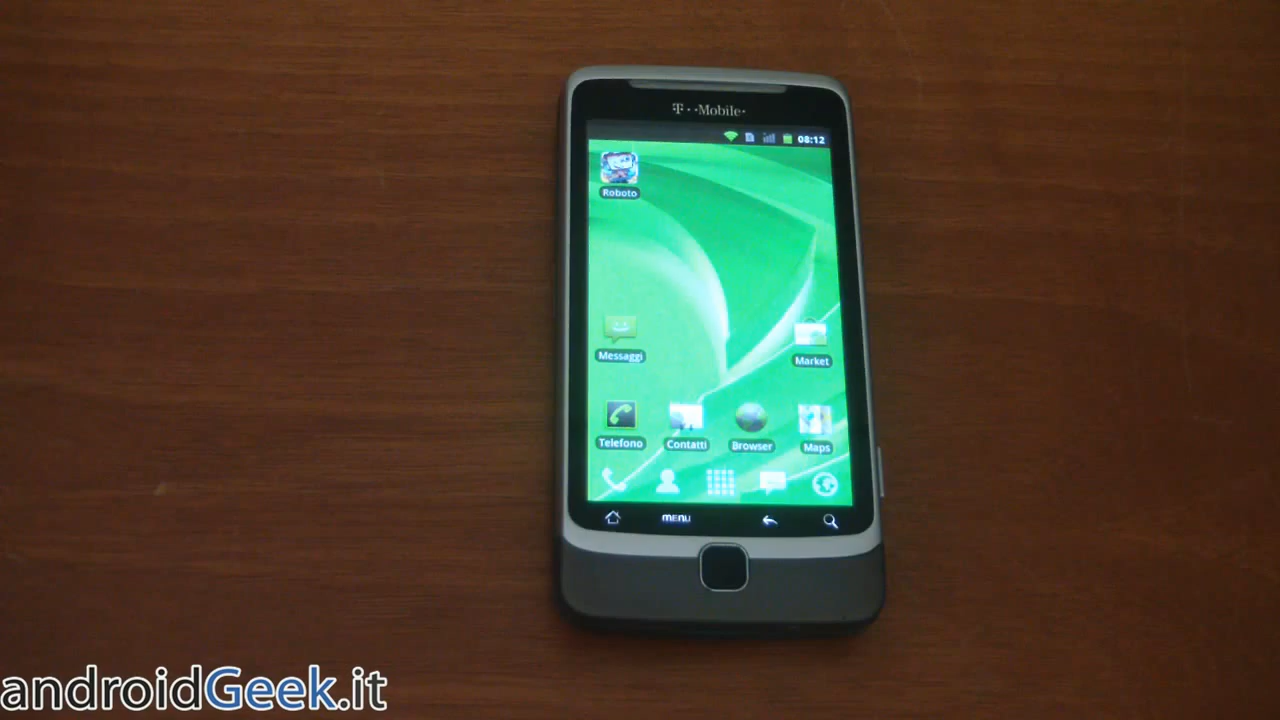 T··Mobile·
08:12
Roboto
Messaggi
Market
Telefono Contatti Browser Maps
menu
androidGeek.it